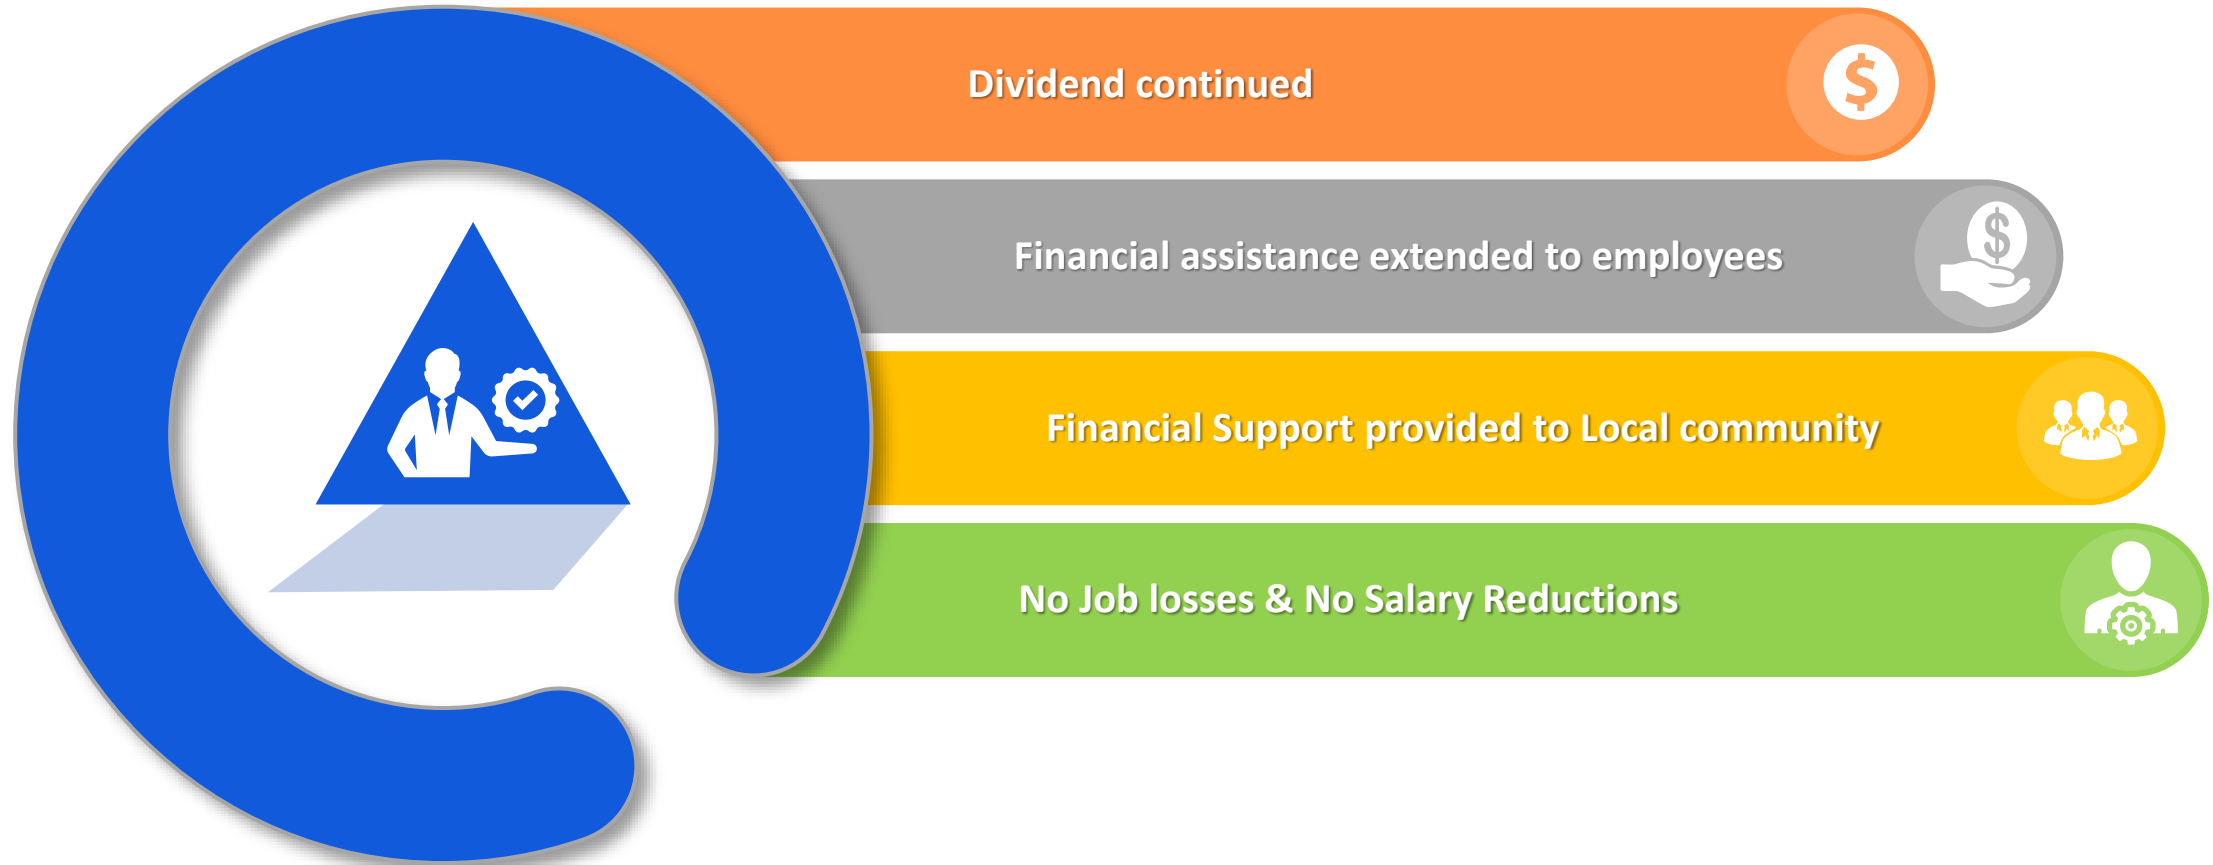 Dividend continued
Financial assistance extended to employees
Financial Support provided to Local community
No Job losses & No Salary Reductions